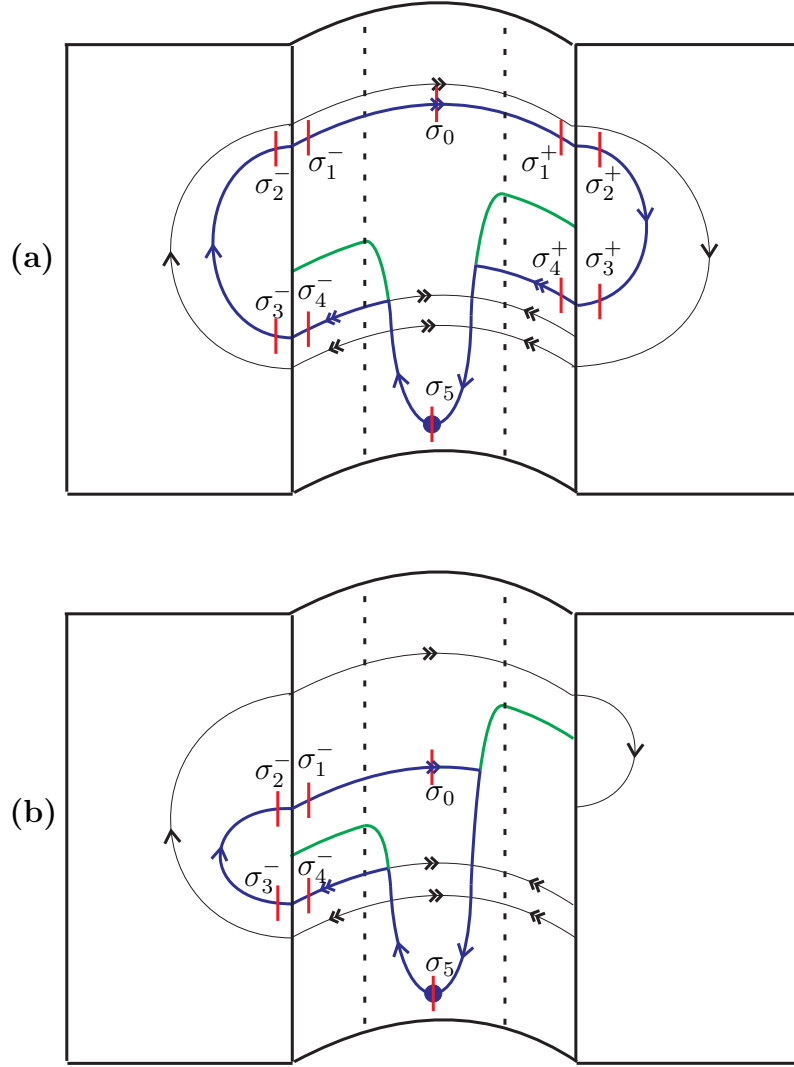 σ₀
σ₁⁻ σ₁⁺
σ₂⁻ σ₂⁺
(a)
σ₄⁺ σ₃⁺
σ₃⁻ σ₄⁻
σ₅
σ₂⁻ σ₁⁻
σ₀
(b)
σ₃⁻ σ₄⁻
σ₅